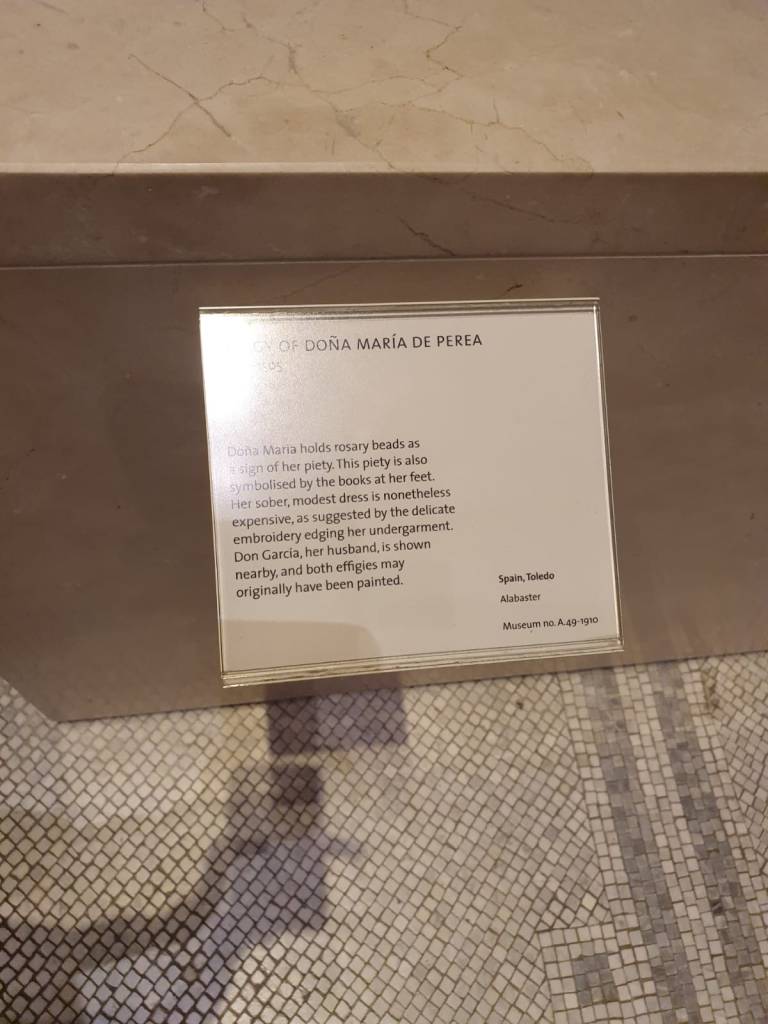 OF DOÑA MARÍA DE PEREA
Doña Maria holds rosary beads as
a sign of her piety. This piety is also
symbolised by the books at her feet.
Her sober, modest dress is nonetheless
expensive, as suggested by the delicate
embroidery edging her undergarment.
Don García, her husband, is shown
nearby, and both effigies may
originally have been painted.
Spain, Toledo
Alabaster
Museum no. A.49-1910